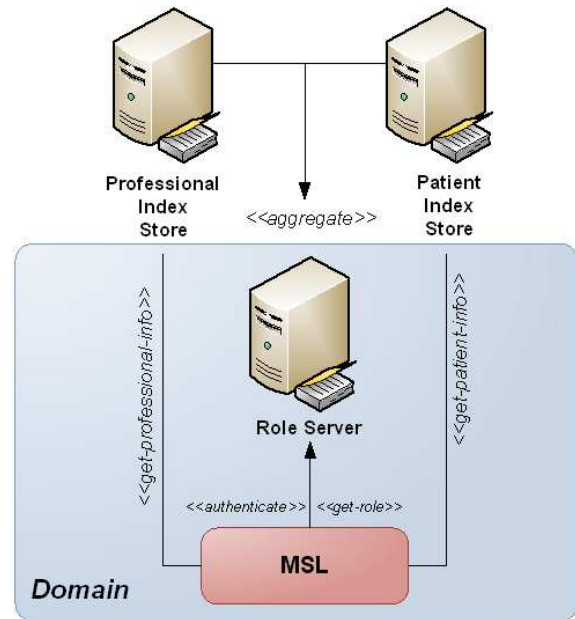 Professional
Index
Store
Patient
Index
Store
<<aggregate>>
<<get-professional-info>>
<<get-patient-info>>
Role Server
<<authenticate>>
<<get-role>>
MSL
Domain